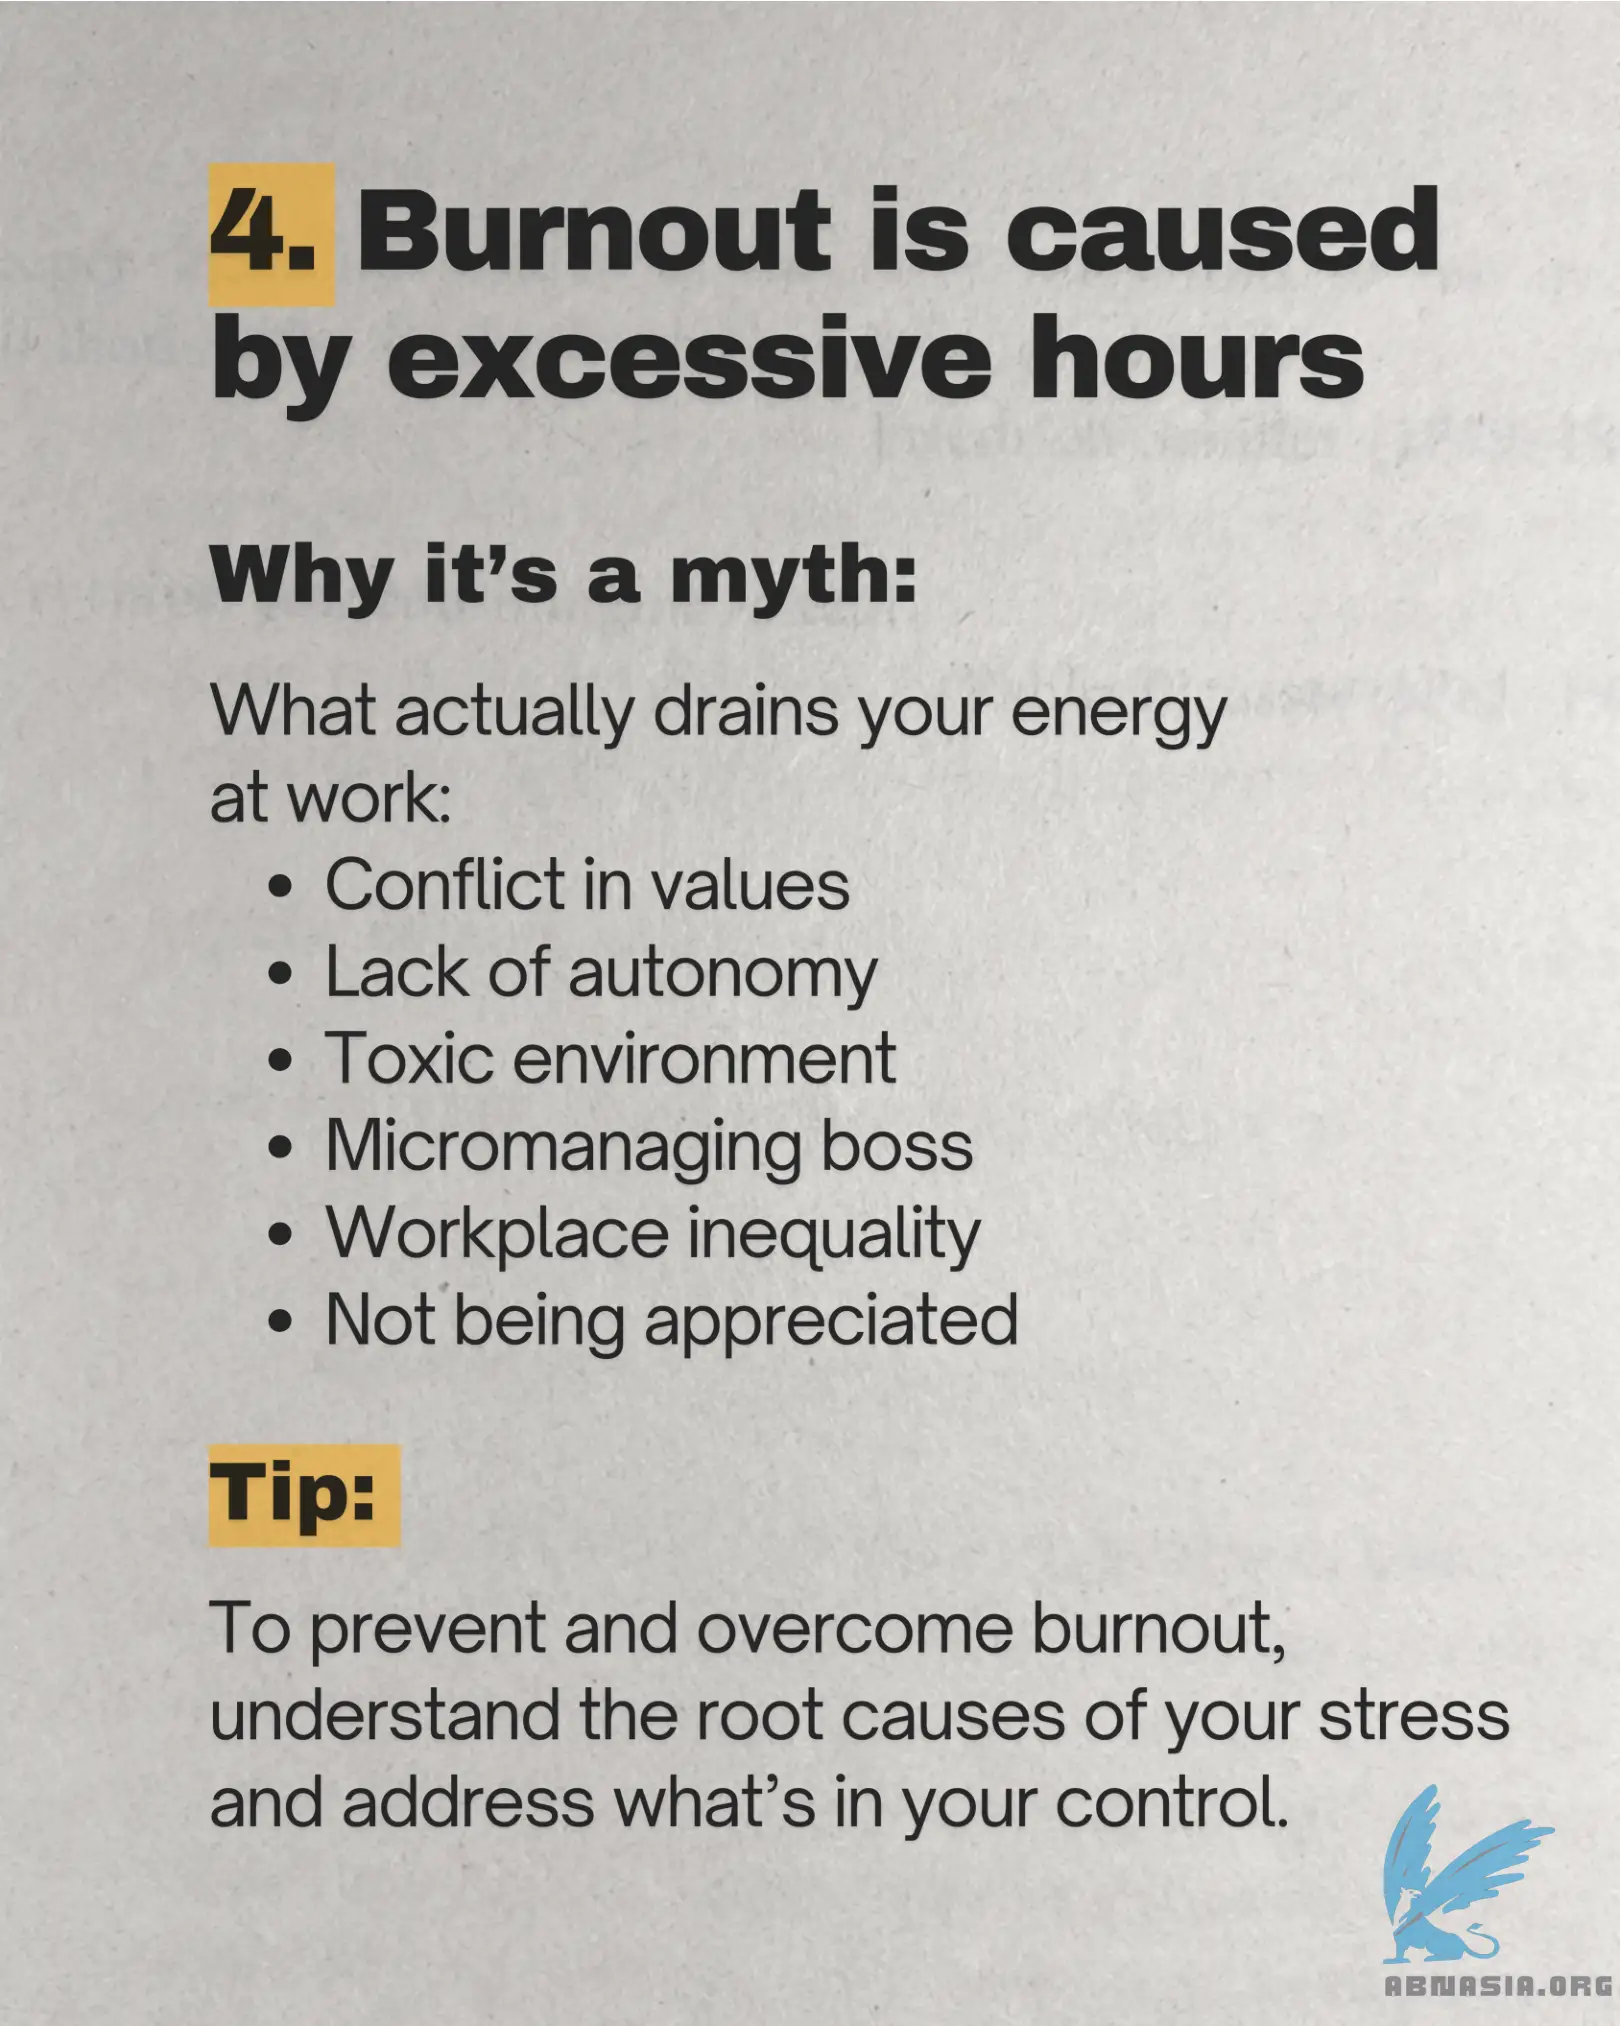 4. Burnout is caused
by excessive hours
Why it’s a myth:
What actually drains your energy
at work:
• Conflict in values
• Lack of autonomy
• Toxic environment
• Micromanaging boss
• Workplace inequality
• Not being appreciated
Tip:
To prevent and overcome burnout,
understand the root causes of your stress
and address what’s in your control.
ABNASIA.ORG